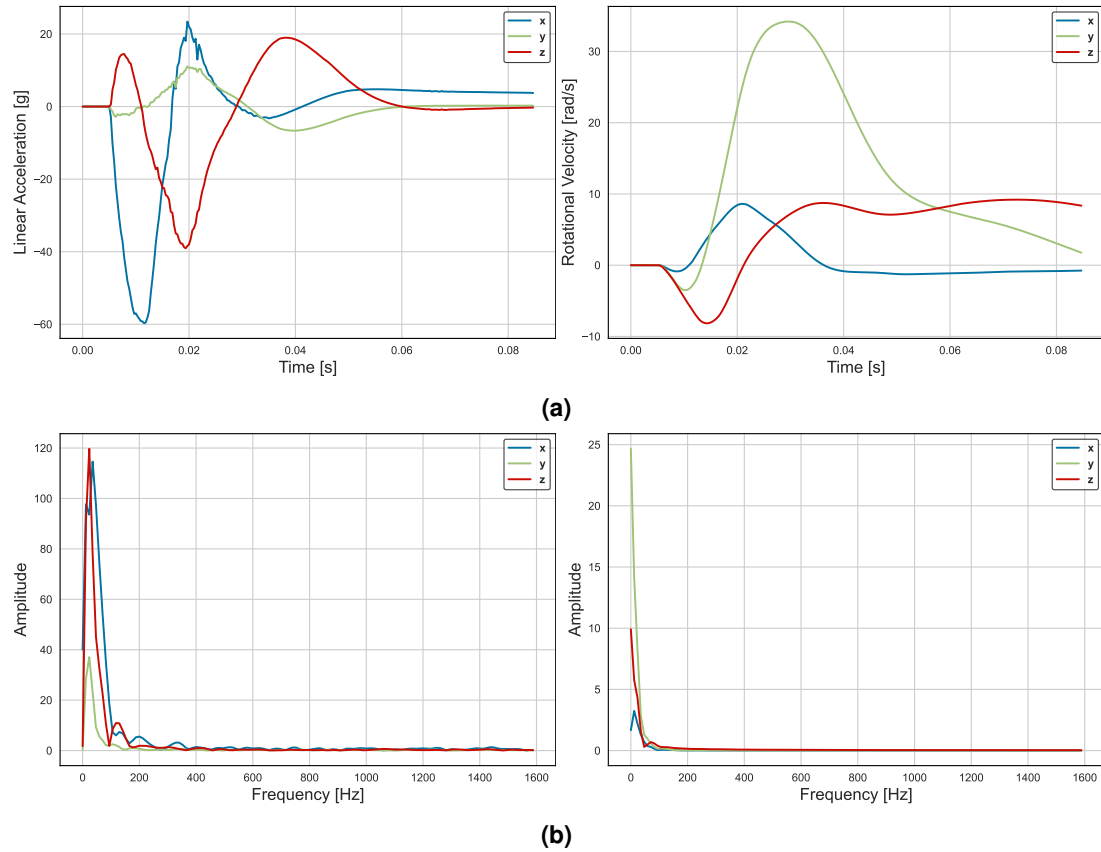 x
y
z
20
0
−20
−40
−60
Linear Acceleration [g]
0.00
0.02
0.04
0.06
0.08
Time [s]
x
y
z
30
20
10
0
−10
Rotational Velocity [rad/s]
0.00
0.02
0.04
0.06
0.08
Time [s]
(a)
x
y
z
120
100
80
60
40
20
0
Amplitude
0
200
400
600
800
1000
1200
1400
1600
Frequency [Hz]
x
y
z
25
20
15
10
5
0
Amplitude
0
200
400
600
800
1000
1200
1400
1600
Frequency [Hz]
(b)